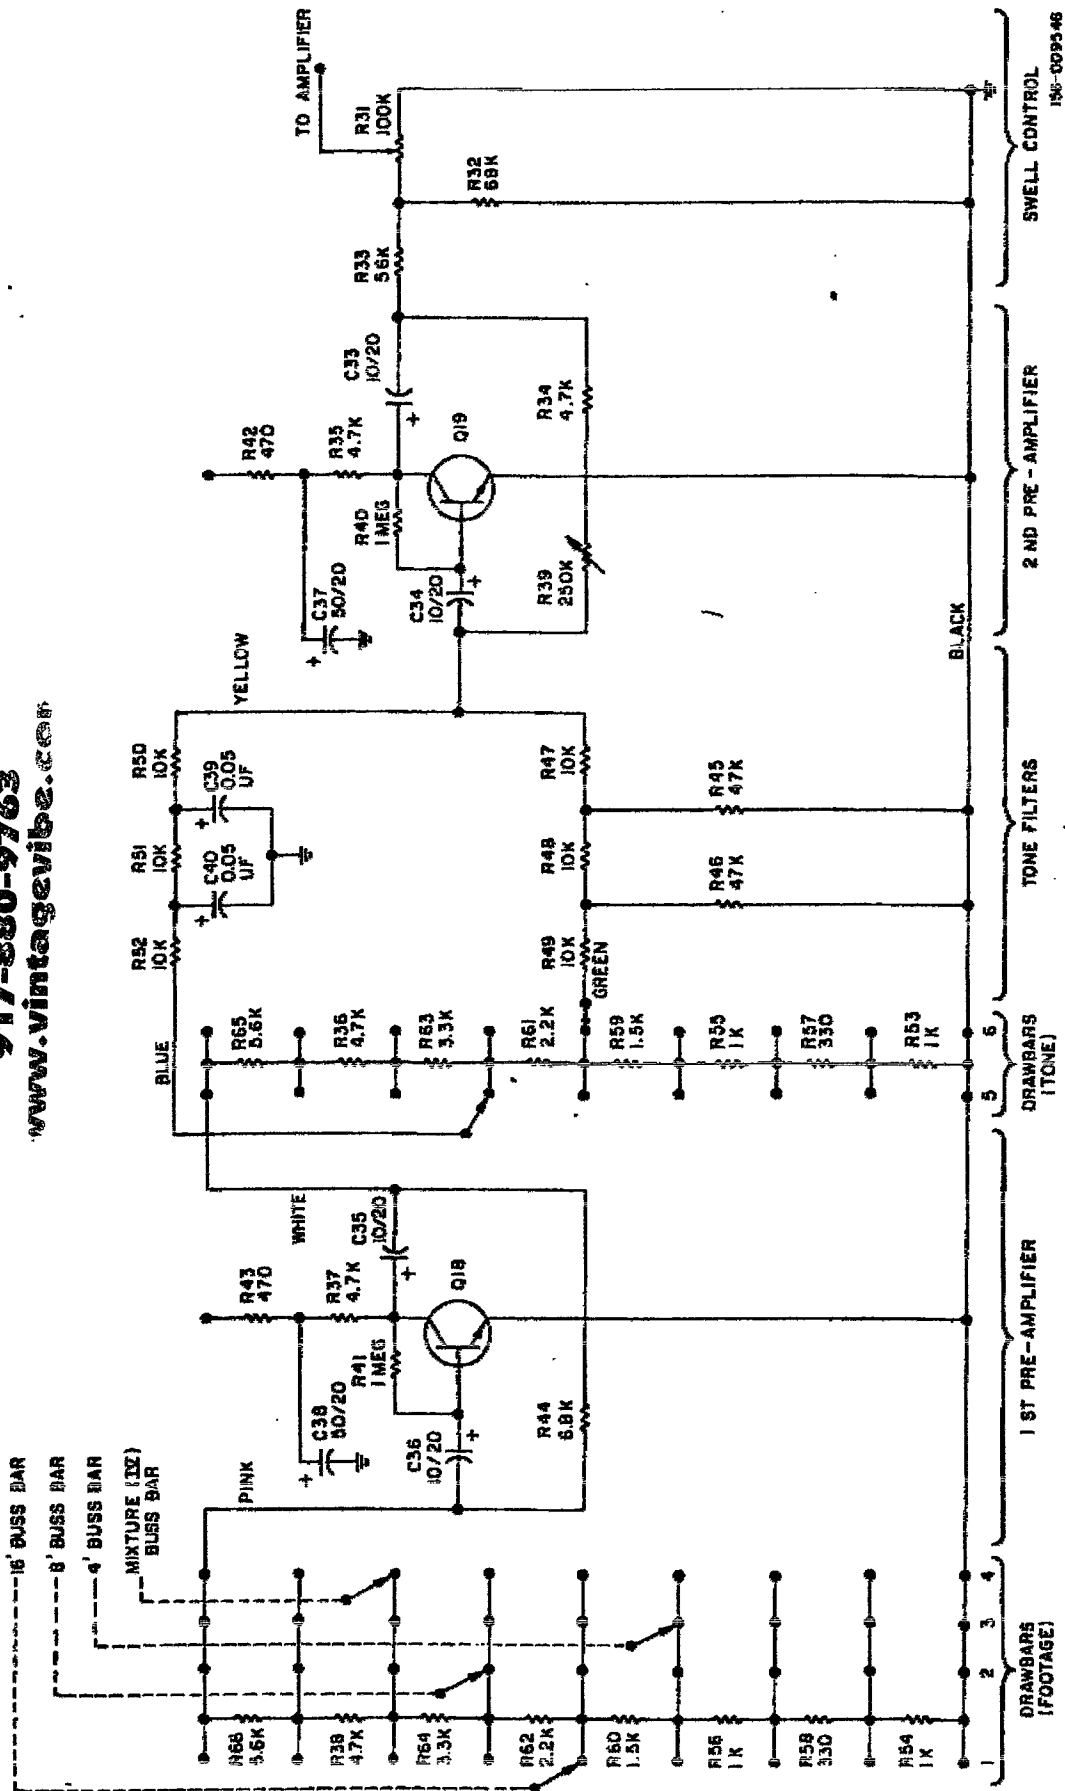 917-880-9763
www.vintagevibe.com
16' BUSS BAR
8' BUSS BAR
4' BUSS BAR
MIXTURE (IV)
BUSS BAR
PINK
R66
5.6K
R38
4.7K
R64
3.3K
R62
2.2K
R60
1.5K
R56
1K
R58
330
R54
1K
1
2
3
4
DRAWBARS
(FOOTAGE)
C38
50/20
R43
470
R37
4.7K
R41
1 MEG
C36
10/20
Q18
C35
10/20
R44
6.8K
WHITE
1 ST PRE-AMPLIFIER
BLUE
R65
5.6K
R36
4.7K
R63
3.3K
R61
2.2K
R59
1.5K
R55
1K
R57
330
R53
1K
5
6
DRAWBARS
(TONE)
GREEN
R52
10K
R51
10K
R50
10K
C40
0.05
UF
C39
0.05
UF
YELLOW
R49
10K
R48
10K
R47
10K
R46
47K
R45
47K
TONE FILTERS
BLACK
C37
50/20
R42
470
R35
4.7K
R40
1 MEG
C34
10/20
Q19
C33
10/20
R39
250K
R34
4.7K
2 ND PRE-AMPLIFIER
R33
56K
R32
68K
R31
100K
TO AMPLIFIER
SWELL CONTROL
156-009546